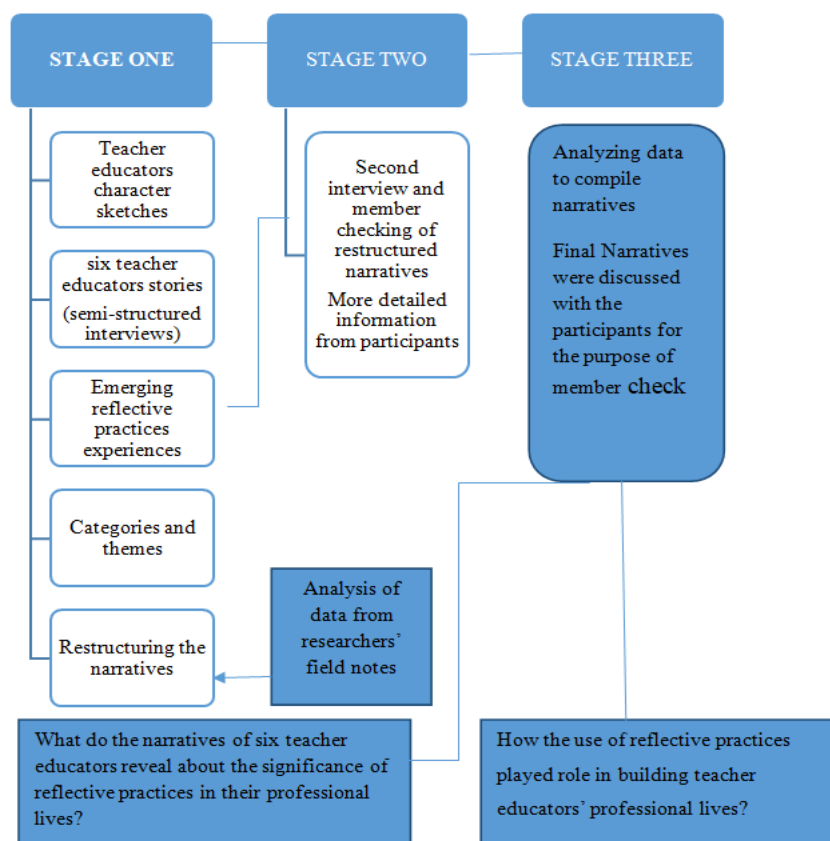 STAGE ONE
Teacher
educators
character
sketches
six teacher
educators stories
(semi-structured
interviews)
Emerging
reflective
practices
experiences
Categories and
themes
Restructuring the
narratives
STAGE TWO
Second
interview and
member
checking of
restructured
narratives
More detailed
information
from participants
Analysis of
data from
researchers’
field notes
STAGE THREE
Analyzing data
to compile
narratives
Final Narratives
were discussed
with the
participants for
the purpose of
member check
What do the narratives of six teacher
educators reveal about the significance of
reflective practices in their professional
lives?
How the use of reflective practices
played role in building teacher
educators’ professional lives?